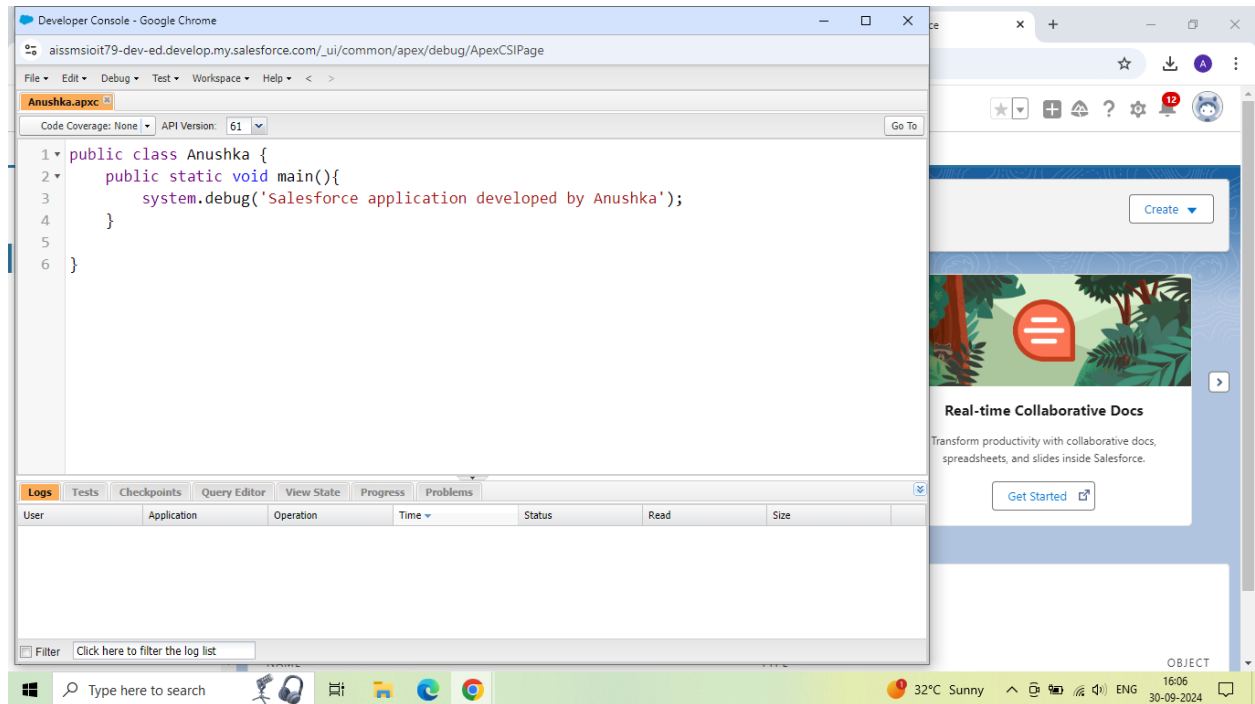 Developer Console - Google Chrome
ce
aissmsioit79-dev-ed.develop.my.salesforce.com/_ui/common/apex/debug/ApexCSIPage
A
File Edit Debug Test Workspace Help < >
12
Anushka.apxc
Code Coverage: None API Version: 61 Go To
1 public class Anushka {
2 public static void main(){
3 system.debug('Salesforce application developed by Anushka');
4 }
5
6 }
Create
Real-time Collaborative Docs
Transform productivity with collaborative docs,
spreadsheets, and slides inside Salesforce.
Get Started
Logs Tests Checkpoints Query Editor View State Progress Problems
User Application Operation Time Status Read Size
Filter Click here to filter the log list
OBJECT
Type here to search
1
32°C Sunny
ENG
16:06
30-09-2024